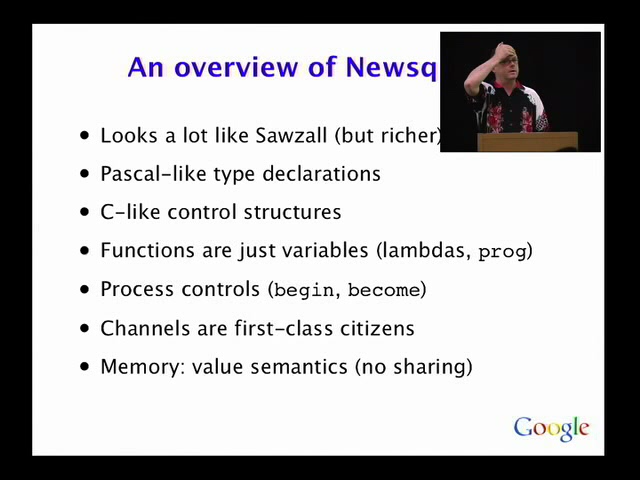 An overview of Newsq
• Looks a lot like Sawzall (but richer)
• Pascal-like type declarations
• C-like control structures
• Functions are just variables (lambdas, prog)
• Process controls (begin, become)
• Channels are first-class citizens
• Memory: value semantics (no sharing)
Google